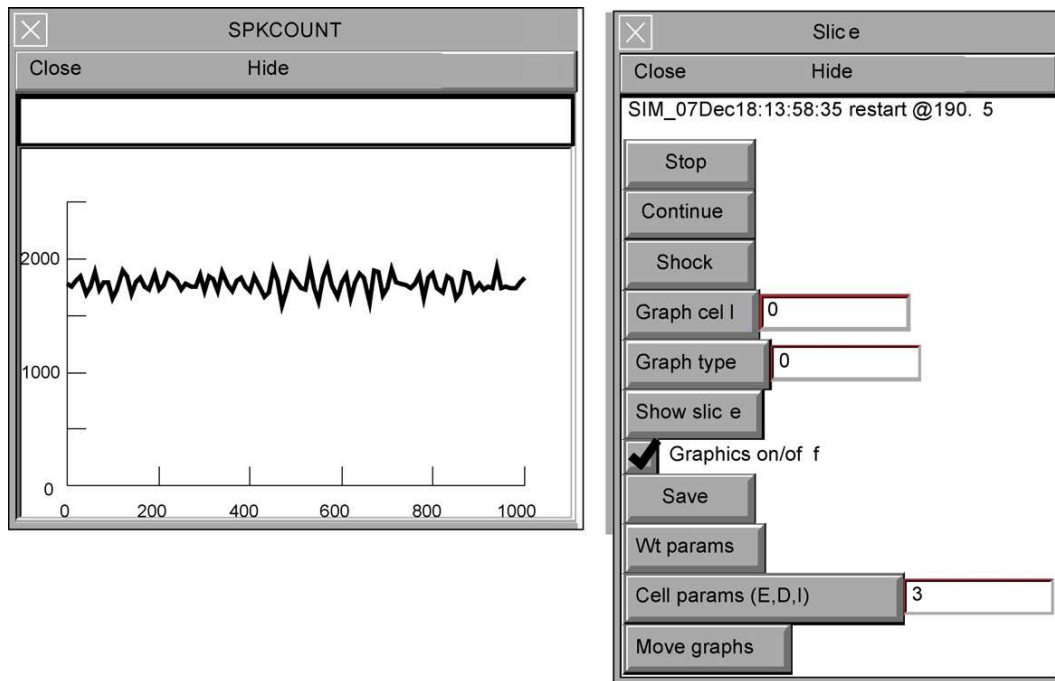 SPKCOUNT
Close Hide
2000
1000
0
0 200 400 600 800 1000
Slic e
Close Hide
SIM_07Dec18:13:58:35 restart @190. 5
Stop
Continue
Shock
Graph cel l 0
Graph type 0
Show slic e
Graphics on/of f
Save
Wt params
Cell params (E,D,I) 3
Move graphs